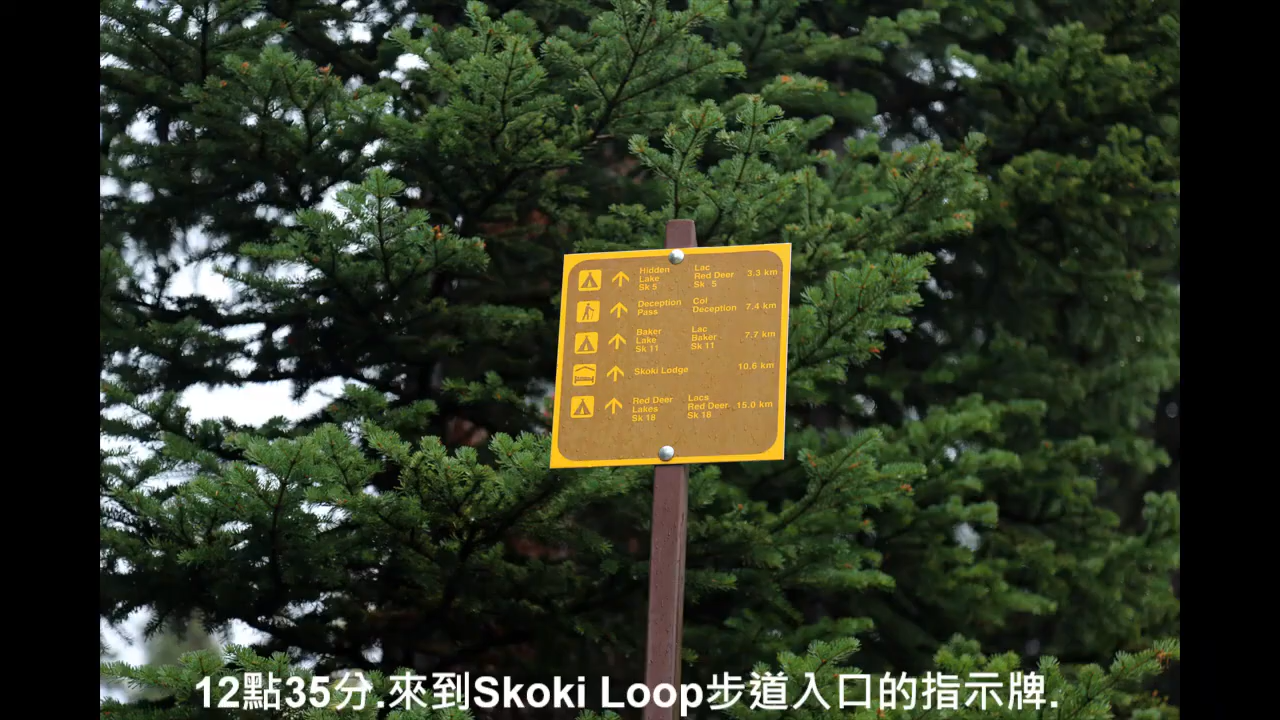 Hidden Lake Sk 5
Lac Red Deer Sk 5
3.3 km
Deception Pass
Col Deception
7.4 km
Baker Lake Sk 11
Lac Baker Sk 11
7.7 km
Skoki Lodge
10.6 km
Red Deer Lakes Sk 18
Lacs Red Deer Sk 18
15.0 km
12點35分.來到Skoki Loop步道入口的指示牌.